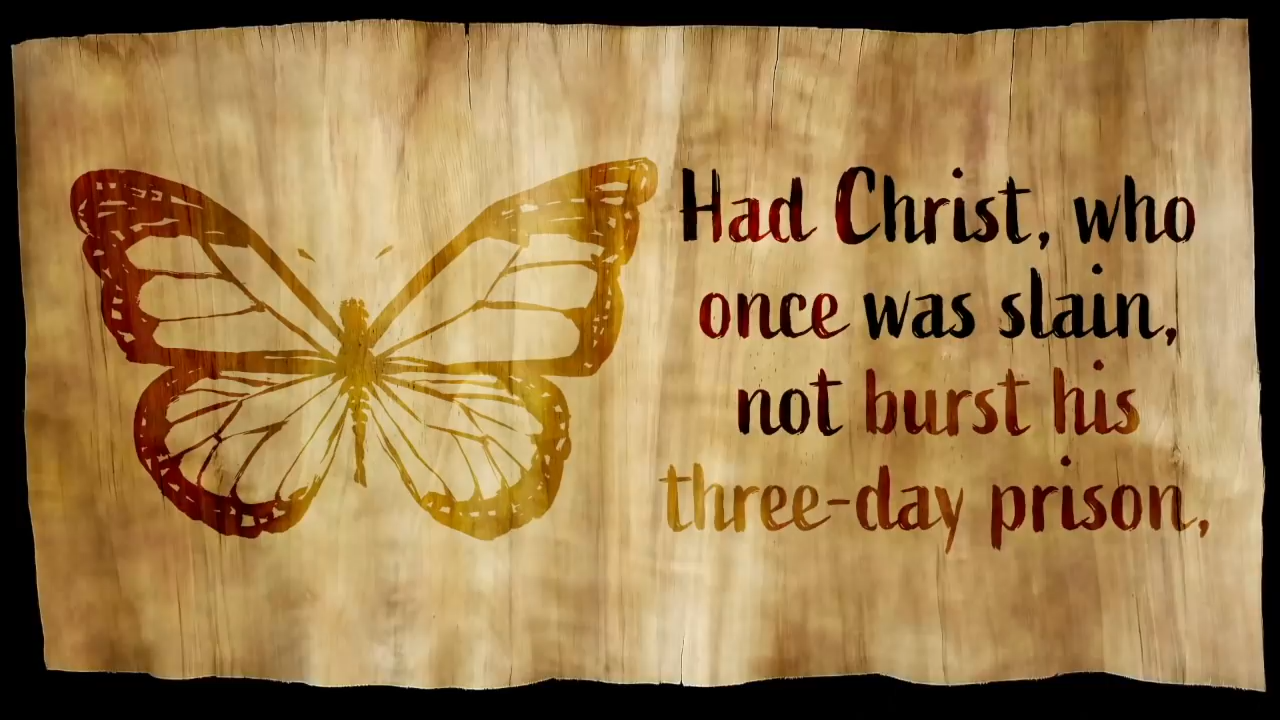 Had Christ, who
once was slain,
not burst his
three-day prison,